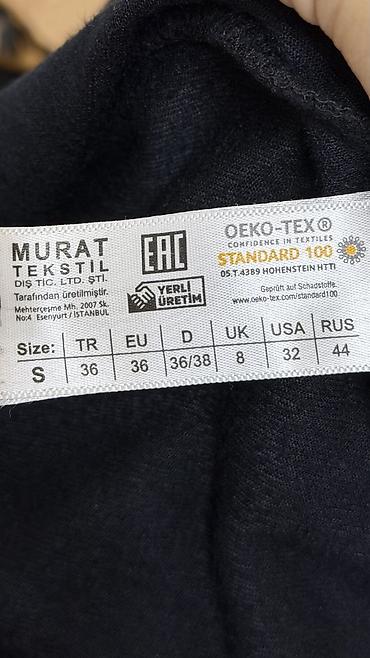 MURAT
TEKSTİL
DIŞ TİC. LTD. ŞTİ.
Tarafından üretilmiştir.
Mehterçeşme Mh. 2007 Sk.
No:4 Esenyurt / İSTANBUL
EAC
YERLİ
ÜRETİM
OEKO-TEX®
CONFIDENCE IN TEXTILES
STANDARD 100
05.T.4389 HOHENSTEIN HTTI
Geprüft auf Schadstoffe.
www.oeko-tex.com/standard100
Size: TR EU D UK USA RUS
S 36 36 36/38 8 32 44